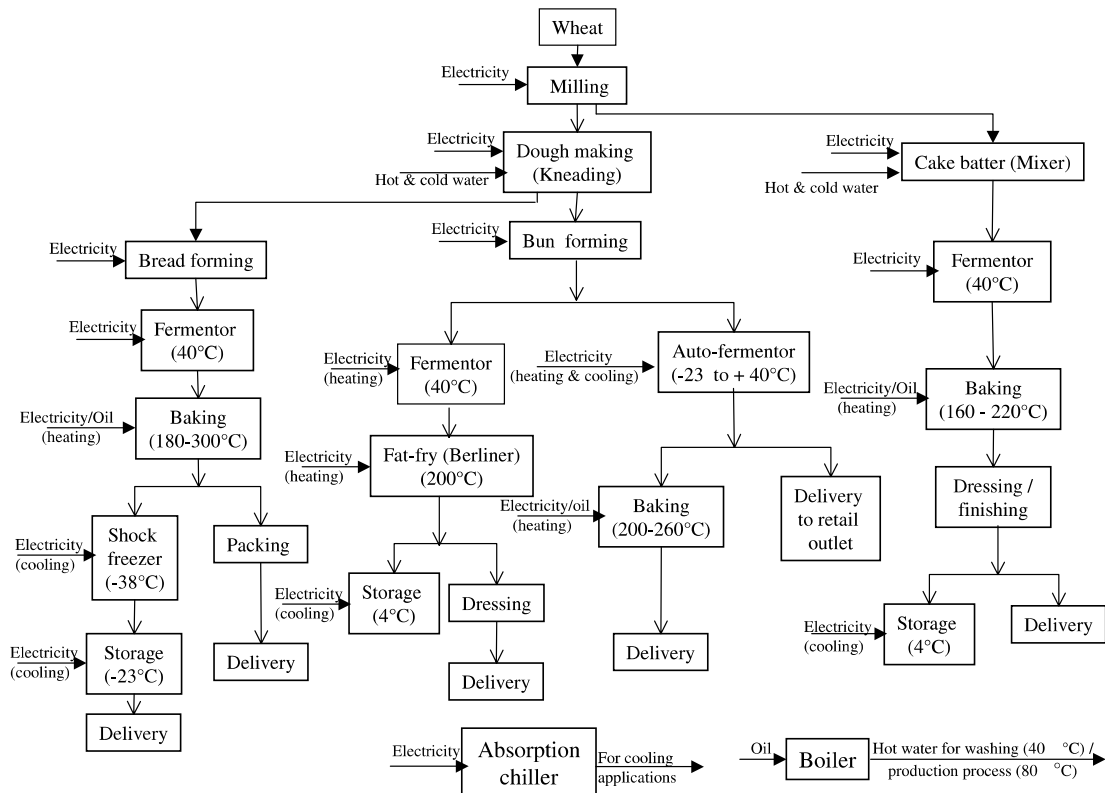 Wheat
Electricity
Milling
Electricity
Dough making
(Kneading)
Hot & cold water
Electricity
Cake batter (Mixer)
Hot & cold water
Electricity
Bread forming
Electricity
Bun forming
Electricity
Fermentor
(40°C)
Electricity
Fermentor
(40°C)
Electricity
(heating)
Fermentor
(40°C)
Electricity
(heating & cooling)
Auto-fermentor
(-23 to + 40°C)
Electricity/Oil
(heating)
Baking
(160 - 220°C)
Electricity/Oil
(heating)
Baking
(180-300°C)
Electricity
(heating)
Fat-fry (Berliner)
(200°C)
Electricity/oil
(heating)
Baking
(200-260°C)
Delivery
to retail
outlet
Dressing /
finishing
Electricity
(cooling)
Shock
freezer
(-38°C)
Packing
Electricity
(cooling)
Storage
(4°C)
Dressing
Electricity
(cooling)
Storage
(4°C)
Delivery
Electricity
(cooling)
Storage
(-23°C)
Delivery
Delivery
Delivery
Delivery
Electricity
Absorption
chiller
For cooling
applications
Oil
Boiler
Hot water for washing (40 °C) /
production process (80 °C)